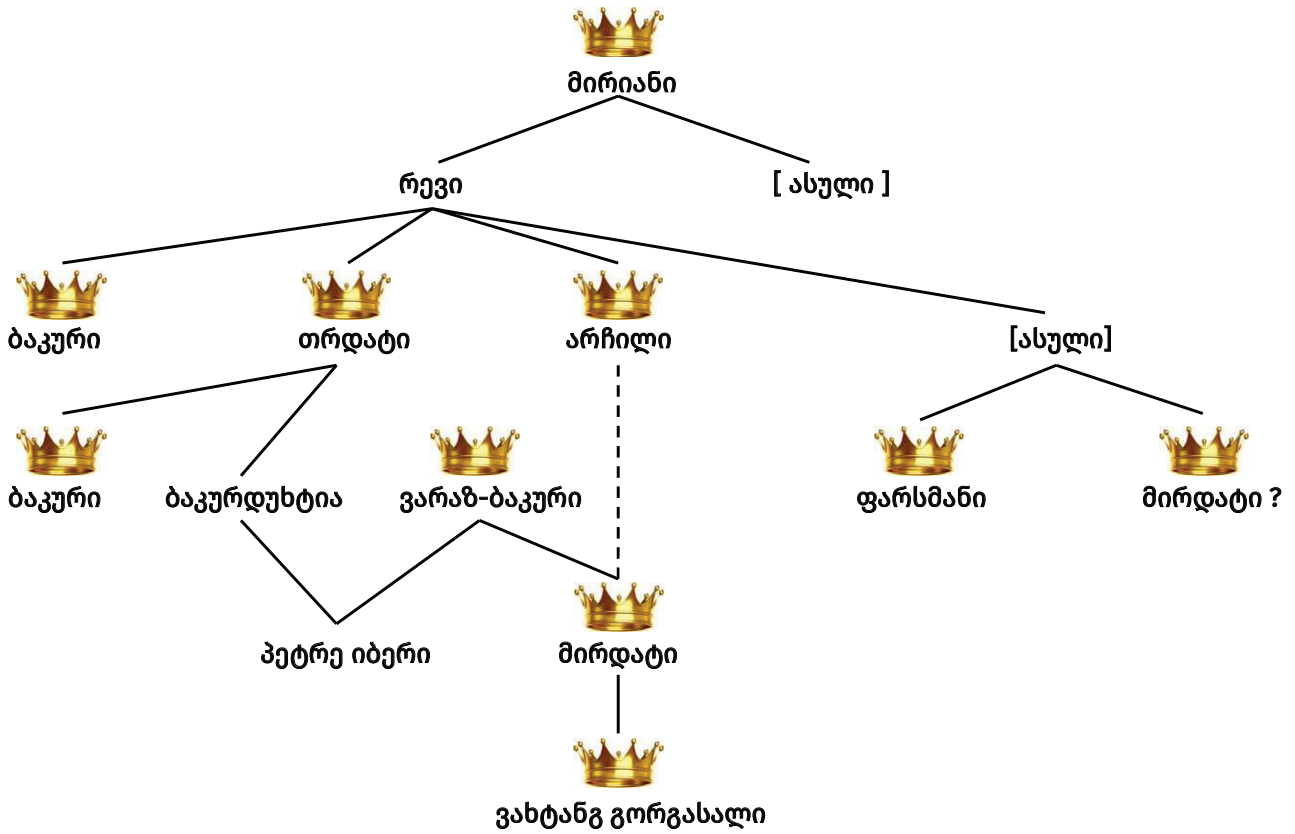 მირიანი
რევი
[ ასული ]
ბაკური
თრდატი
არჩილი
[ასული]
ბაკური
ბაკურდუხტია
ვარაზ-ბაკური
ფარსმანი
მირდატი ?
პეტრე იბერი
მირდატი
ვახტანგ გორგასალი